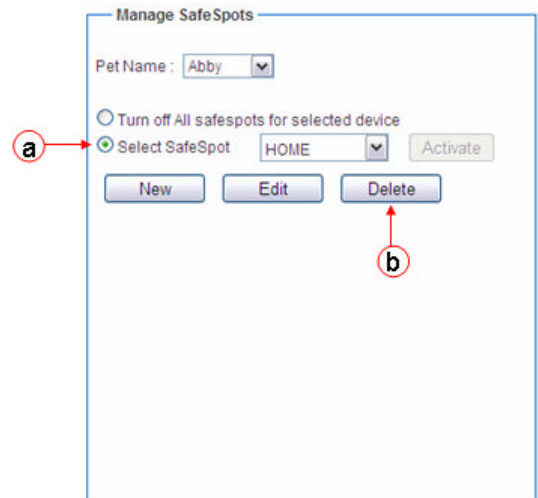 Manage SafeSpots
Pet Name : Abby
Turn off All safespots for selected device
a Select SafeSpot HOME Activate
New Edit Delete
b